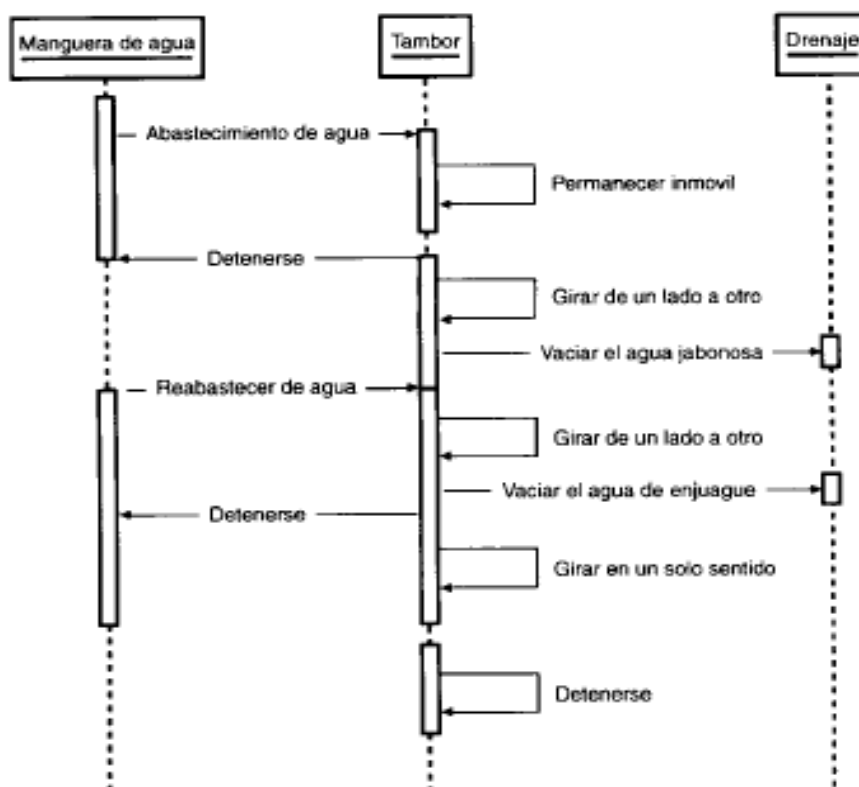 Manguera de agua
Tambor
Drenaje
Abastecimiento de agua
Permanecer inmovil
Detenerse
Girar de un lado a otro
Vaciar el agua jabonosa
Reabastecer de agua
Girar de un lado a otro
Vaciar el agua de enjuague
Detenerse
Girar en un solo sentido
Detenerse